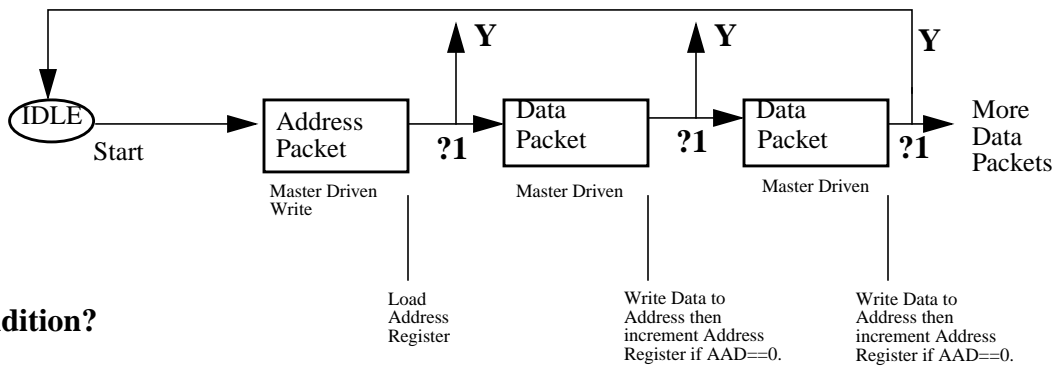 Y
Y
Y
IDLE
Start
Address
Packet
?1
Data
Packet
?1
Data
Packet
?1
More
Data
Packets
Master Driven
Write
Master Driven
Master Driven
Load
Address
Register
Write Data to
Address then
increment Address
Register if AAD==0.
Write Data to
Address then
increment Address
Register if AAD==0.
dition?